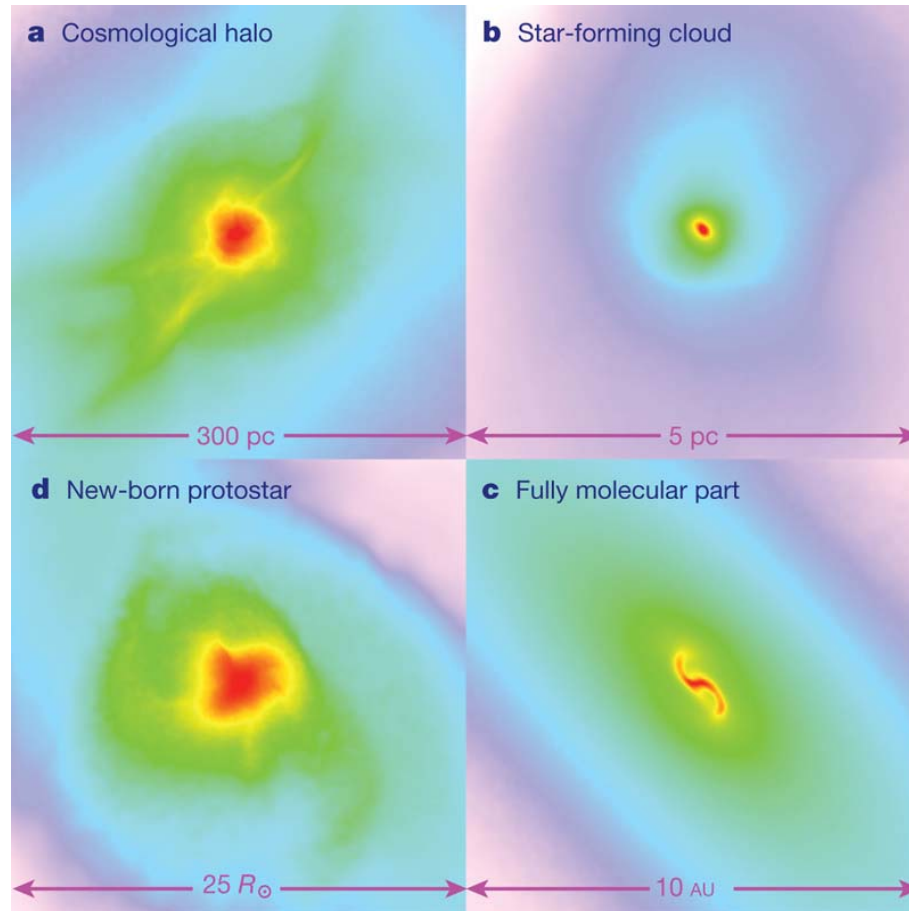 a Cosmological halo
b Star-forming cloud
300 pc
5 pc
d New-born protostar
c Fully molecular part
25 R☉
10 AU